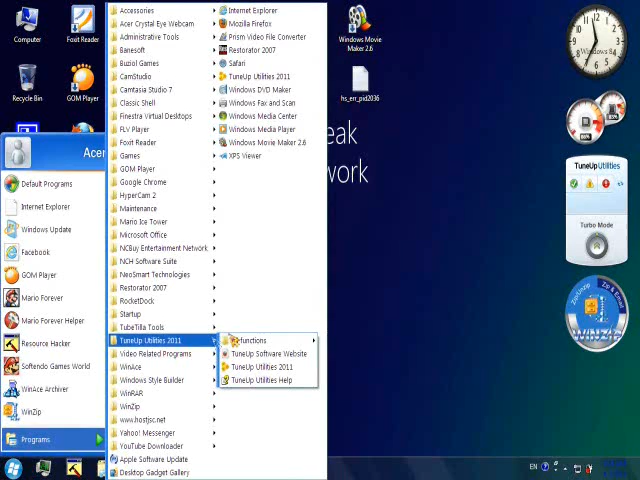 Computer
Foxit Reader
Recycle Bin
GOM Player
Acer
Default Programs
Internet Explorer
Windows Update
Facebook
GOM Player
Mario Forever
Mario Forever Helper
Resource Hacker
Softendo Games World
WinAce Archiver
WinZip
Programs
Accessories
Acer Crystal Eye Webcam
Administrative Tools
Banesoft
Buziol Games
CamStudio
Camtasia Studio 7
Classic Shell
Finestra Virtual Desktops
FLV Player
Foxit Reader
Games
GOM Player
Google Chrome
HyperCam 2
Maintenance
Mario Ice Tower
Microsoft Office
NCBuy Entertainment Network
NCH Software Suite
NeoSmart Technologies
Restorator 2007
RocketDock
Startup
TubeTilla Tools
TuneUp Utilities 2011
Video Related Programs
WinAce
Windows Style Builder
WinRAR
WinZip
www.hostjsc.net
Yahoo! Messenger
YouTube Downloader
Apple Software Update
Desktop Gadget Gallery
Internet Explorer
Mozilla Firefox
Prism Video File Converter
Restorator 2007
Safari
TuneUp Utilities 2011
Windows DVD Maker
Windows Fax and Scan
Windows Media Center
Windows Media Player
Windows Movie Maker 2.6
XPS Viewer
functions
TuneUp Software Website
TuneUp Utilities 2011
TuneUp Utilities Help
Windows Movie
Maker 2.6
hs_err_pid2036
eak
work
TuneUp Utilities
Turbo Mode
Zip/Unzip
Zip & Email
WINZIP
EN